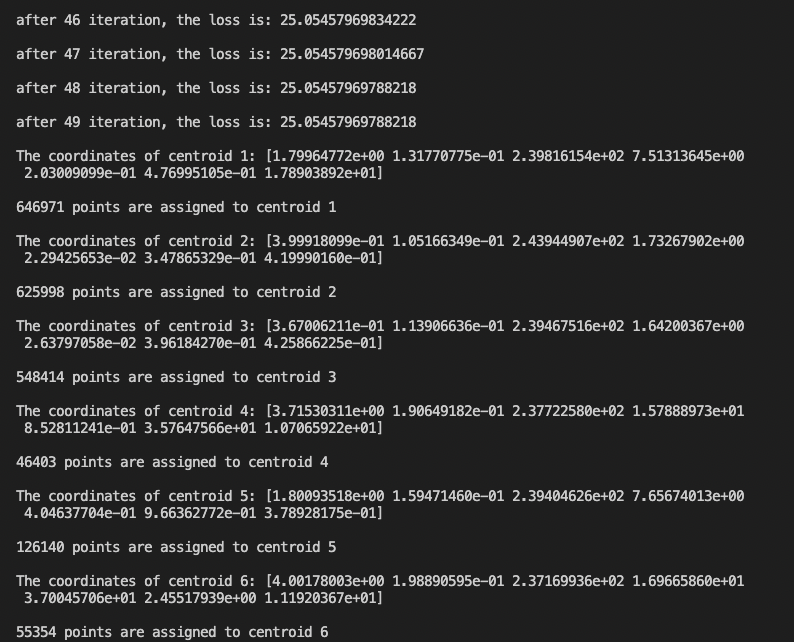 after 46 iteration, the loss is: 25.05457969834222
after 47 iteration, the loss is: 25.054579698014667
after 48 iteration, the loss is: 25.05457969788218
after 49 iteration, the loss is: 25.05457969788218
The coordinates of centroid 1: [1.79964772e+00 1.31770775e-01 2.39816154e+02 7.51313645e+00
2.03009099e-01 4.76995105e-01 1.78903892e+01]
646971 points are assigned to centroid 1
The coordinates of centroid 2: [3.99918099e-01 1.05166349e-01 2.43944907e+02 1.73267902e+00
2.29425653e-02 3.47865329e-01 4.19990160e-01]
625998 points are assigned to centroid 2
The coordinates of centroid 3: [3.67006211e-01 1.13906636e-01 2.39467516e+02 1.64200367e+00
2.63797058e-02 3.96184270e-01 4.25866225e-01]
548414 points are assigned to centroid 3
The coordinates of centroid 4: [3.71530311e+00 1.90649182e-01 2.37722580e+02 1.57888973e+01
8.52811241e-01 3.57647566e+01 1.07065922e+01]
46403 points are assigned to centroid 4
The coordinates of centroid 5: [1.80093518e+00 1.59471460e-01 2.39404626e+02 7.65674013e+00
4.04637704e-01 9.66362772e-01 3.78928175e-01]
126140 points are assigned to centroid 5
The coordinates of centroid 6: [4.00178003e+00 1.98890595e-01 2.37169936e+02 1.69665860e+01
3.70045706e+01 2.45517939e+00 1.11920367e+01]
55354 points are assigned to centroid 6